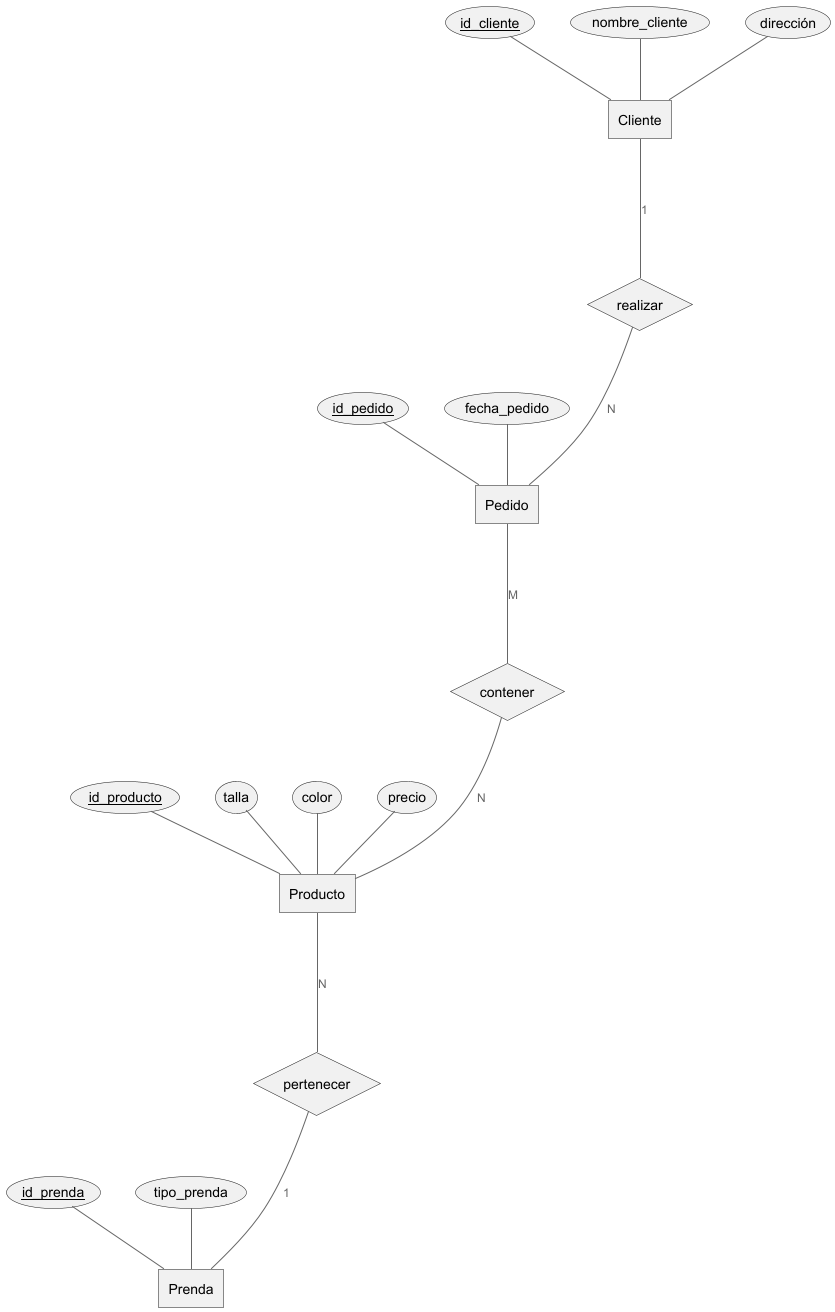 id_cliente
nombre_cliente
dirección
Cliente
1
realizar
id_pedido
fecha_pedido
N
Pedido
M
contener
id_producto
talla
color
precio
N
Producto
N
pertenecer
id_prenda
tipo_prenda
1
Prenda